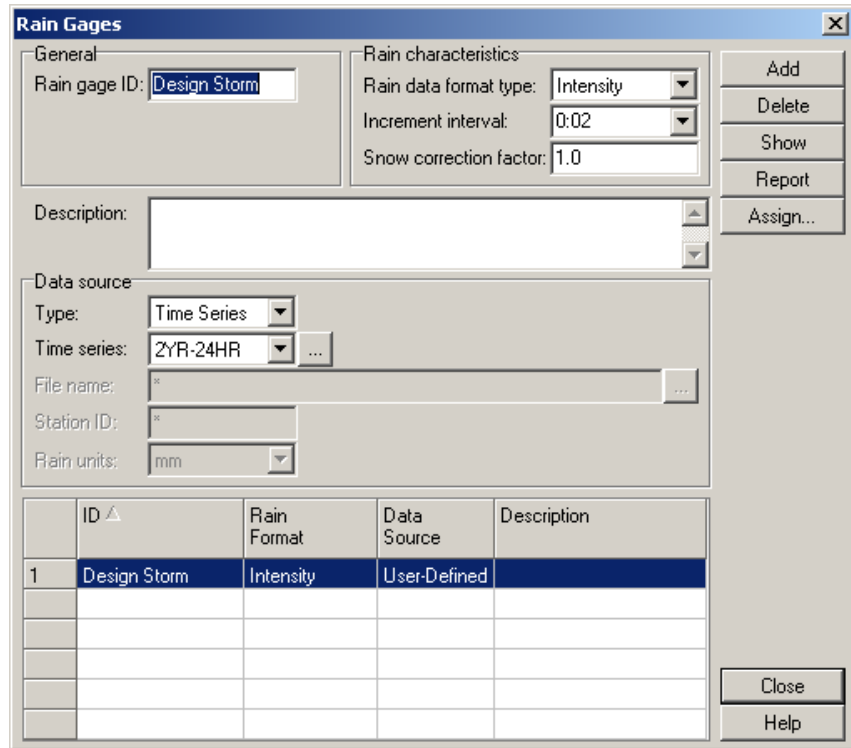 Rain Gages
General
Rain gage ID: Design Storm
Rain characteristics
Rain data format type: Intensity
Increment interval: 0:02
Snow correction factor: 1.0
Add
Delete
Show
Report
Assign...
Description:
Data source
Type: Time Series
Time series: 2YR-24HR ...
File name: * ...
Station ID: *
Rain units: mm
ID Rain Format Data Source Description
1 Design Storm Intensity User-Defined
Close
Help